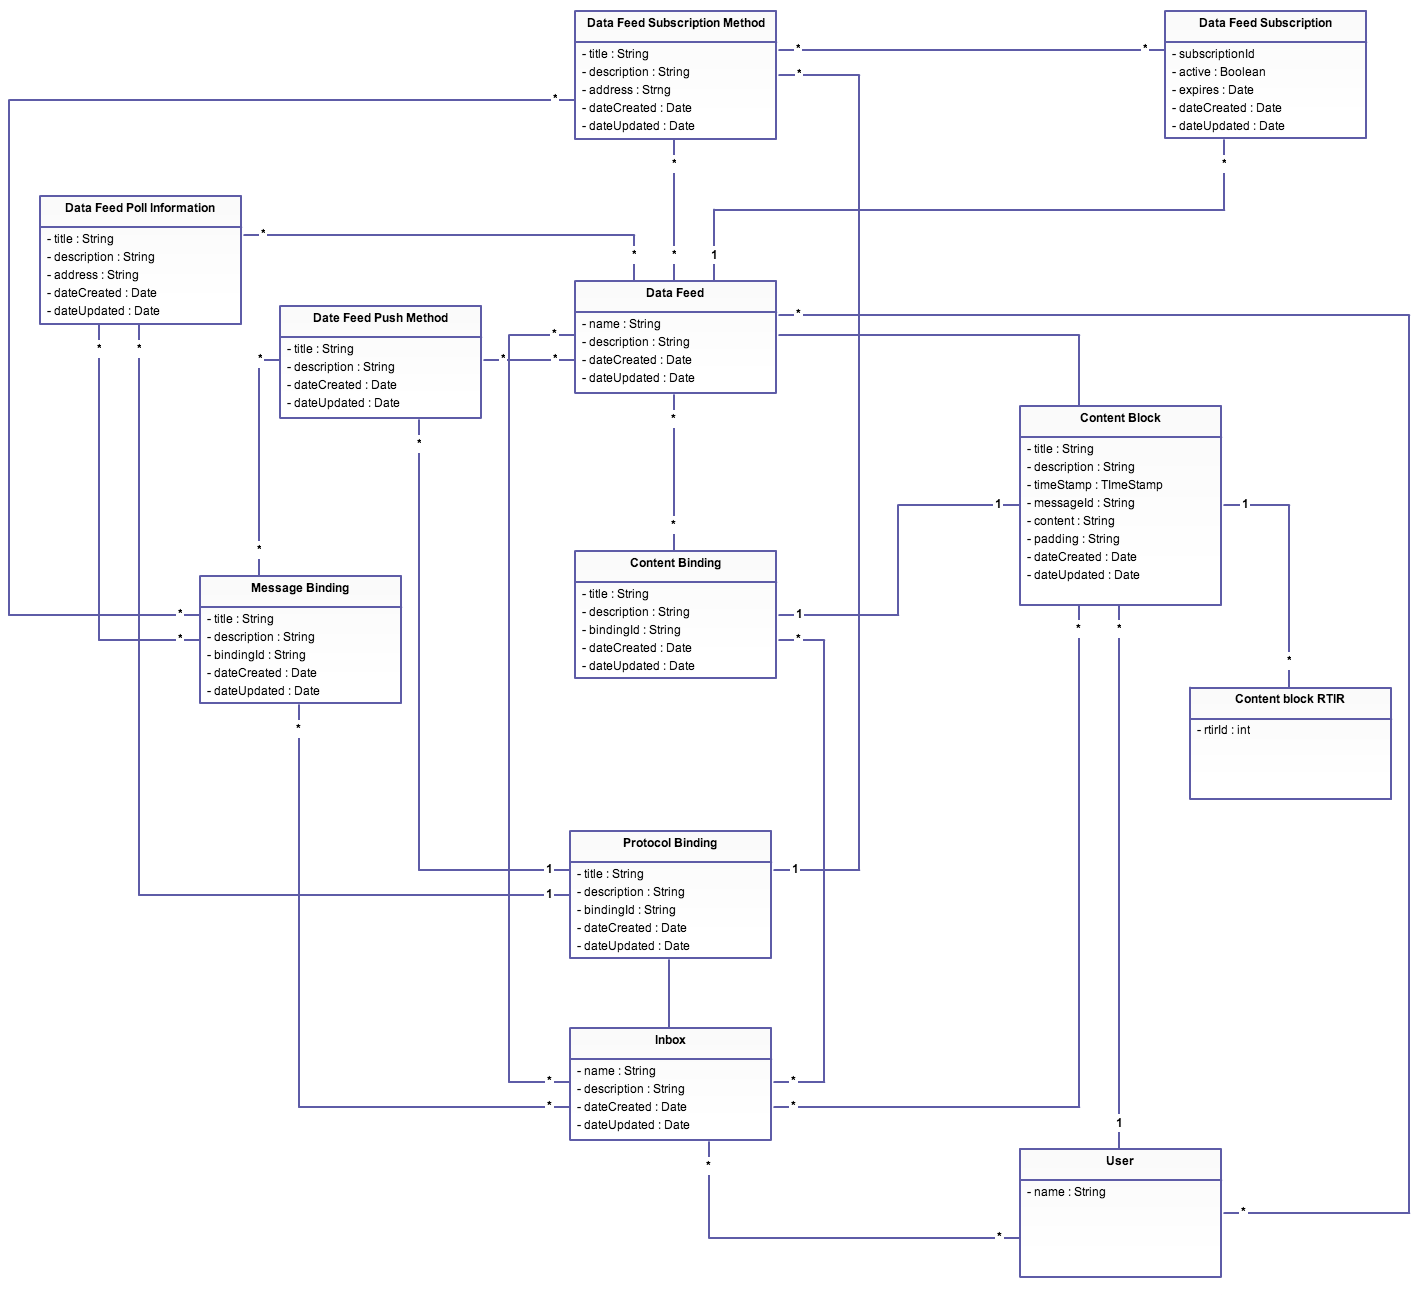 Data Feed Subscription Method
- title : String
- description : String
- address : Strng
- dateCreated : Date
- dateUpdated : Date
* *
*
*
*
Data Feed Subscription
- subscriptionId
- active : Boolean
- expires : Date
- dateCreated : Date
- dateUpdated : Date
*
Data Feed Poll Information
- title : String
- description : String
- address : String
- dateCreated : Date
- dateUpdated : Date
*
* *
* * 1
Date Feed Push Method
- title : String
- description : String
- dateCreated : Date
- dateUpdated : Date
*
*
*
Data Feed
- name : String
- description : String
- dateCreated : Date
- dateUpdated : Date
*
*
*
*
Content Block
- title : String
- description : String
- timeStamp : TImeStamp
- messageId : String
- content : String
- padding : String
- dateCreated : Date
- dateUpdated : Date
1
1
* *
*
*
Message Binding
- title : String
- description : String
- bindingId : String
- dateCreated : Date
- dateUpdated : Date
*
*
*
Content Binding
- title : String
- description : String
- bindingId : String
- dateCreated : Date
- dateUpdated : Date
1
*
*
Content block RTIR
- rtirId : int
Protocol Binding
- title : String
- description : String
- bindingId : String
- dateCreated : Date
- dateUpdated : Date
1 1
1
Inbox
- name : String
- description : String
- dateCreated : Date
- dateUpdated : Date
* *
* *
*
1
User
- name : String
*
*